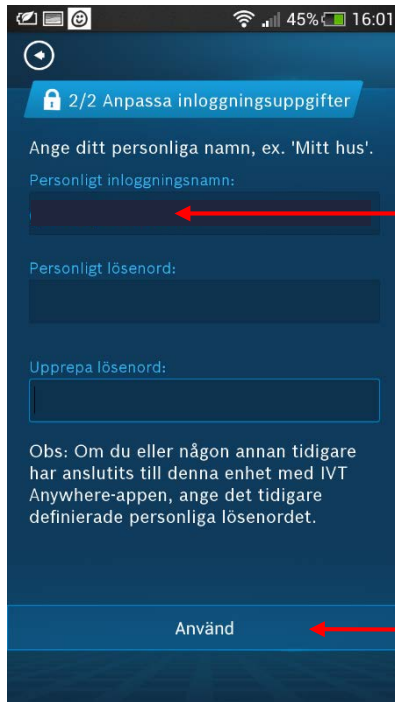 45% 16:01
2/2 Anpassa inloggningsuppgifter
Ange ditt personliga namn, ex. 'Mitt hus'.
Personligt inloggningsnamn:
Personligt lösenord:
Upprepa lösenord:
Obs: Om du eller någon annan tidigare
har anslutits till denna enhet med IVT
Anywhere-appen, ange det tidigare
definierade personliga lösenordet.
Använd